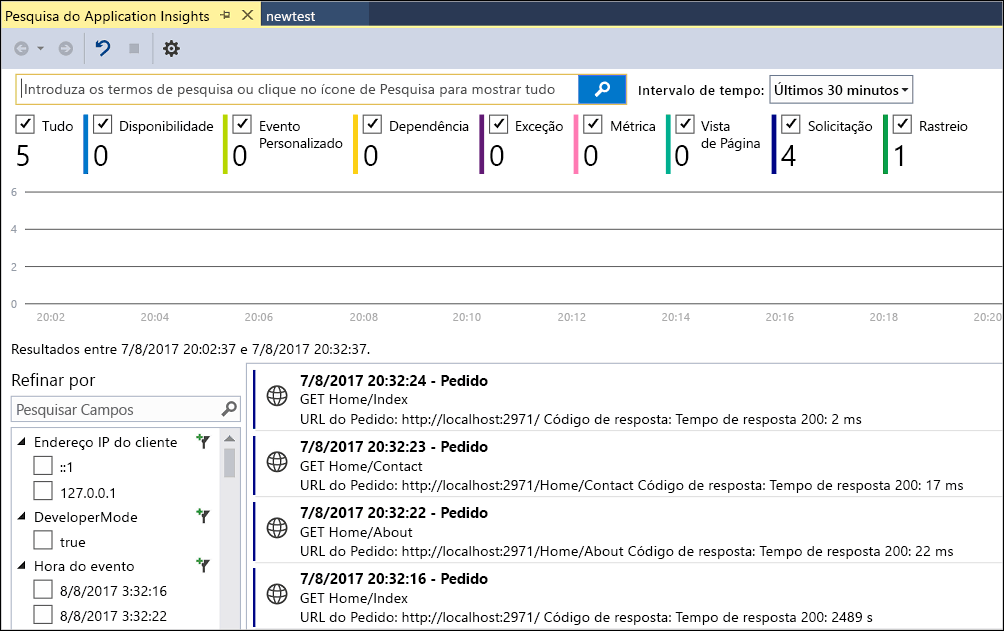 Pesquisa do Application Insights
newtest
Introduza os termos de pesquisa ou clique no ícone de Pesquisa para mostrar tudo
Intervalo de tempo: Últimos 30 minutos
Tudo
5
Disponibilidade
0
Evento
Personalizado
0
Dependência
0
Exceção
0
Métrica
0
Vista
de Página
0
Solicitação
4
Rastreio
1
6
4
2
0
20:02 20:04 20:06 20:08 20:10 20:12 20:14 20:16 20:18 20:20
Resultados entre 7/8/2017 20:02:37 e 7/8/2017 20:32:37.
Refinar por
Pesquisar Campos
Endereço IP do cliente
::1
127.0.0.1
DeveloperMode
true
Hora do evento
8/8/2017 3:32:16
8/8/2017 3:32:22
7/8/2017 20:32:24 - Pedido
GET Home/Index
URL do Pedido: http://localhost:2971/ Código de resposta: Tempo de resposta 200: 2 ms
7/8/2017 20:32:23 - Pedido
GET Home/Contact
URL do Pedido: http://localhost:2971/Home/Contact Código de resposta: Tempo de resposta 200: 17 ms
7/8/2017 20:32:22 - Pedido
GET Home/About
URL do Pedido: http://localhost:2971/Home/About Código de resposta: Tempo de resposta 200: 22 ms
7/8/2017 20:32:16 - Pedido
GET Home/Index
URL do Pedido: http://localhost:2971/ Código de resposta: Tempo de resposta 200: 2489 s